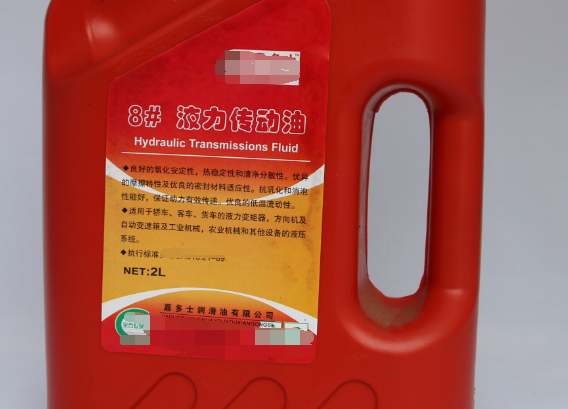 8# 液力传动油
Hydraulic Transmissions Fluid
◆良好的氧化安定性，热稳定性和清净分散性。优异
的摩擦特性及优良的密封材料适应性。抗乳化和消泡
性能好，保证动力有效传递，优良的低温流动性。
◆适用于轿车、客车、货车的液力变矩器，方向机及
自动变速箱及工业机械，农业机械和其他设备的液压
系统。
◆执行标准：
NET:2L
嘉多士润滑油有限公司